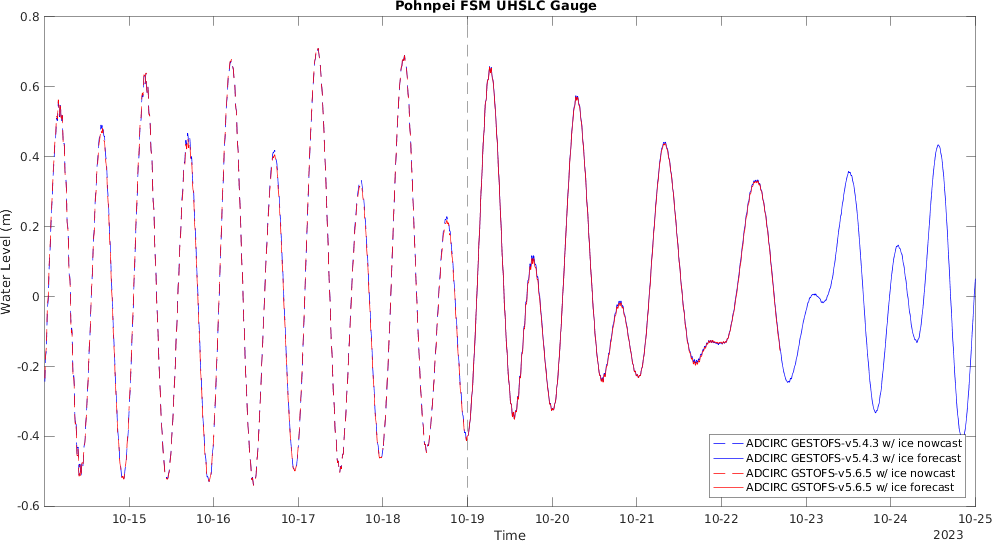 Pohnpei FSM UHSLC Gauge
Water Level (m)
0.8
0.6
0.4
0.2
0
-0.2
-0.4
-0.6
10-15 10-16 10-17 10-18 10-19 10-20 10-21 10-22 10-23 10-24 10-25
Time
2023
ADCIRC GESTOFS-v5.4.3 w/ ice nowcast
ADCIRC GESTOFS-v5.4.3 w/ ice forecast
ADCIRC GSTOFS-v5.6.5 w/ ice nowcast
ADCIRC GSTOFS-v5.6.5 w/ ice forecast